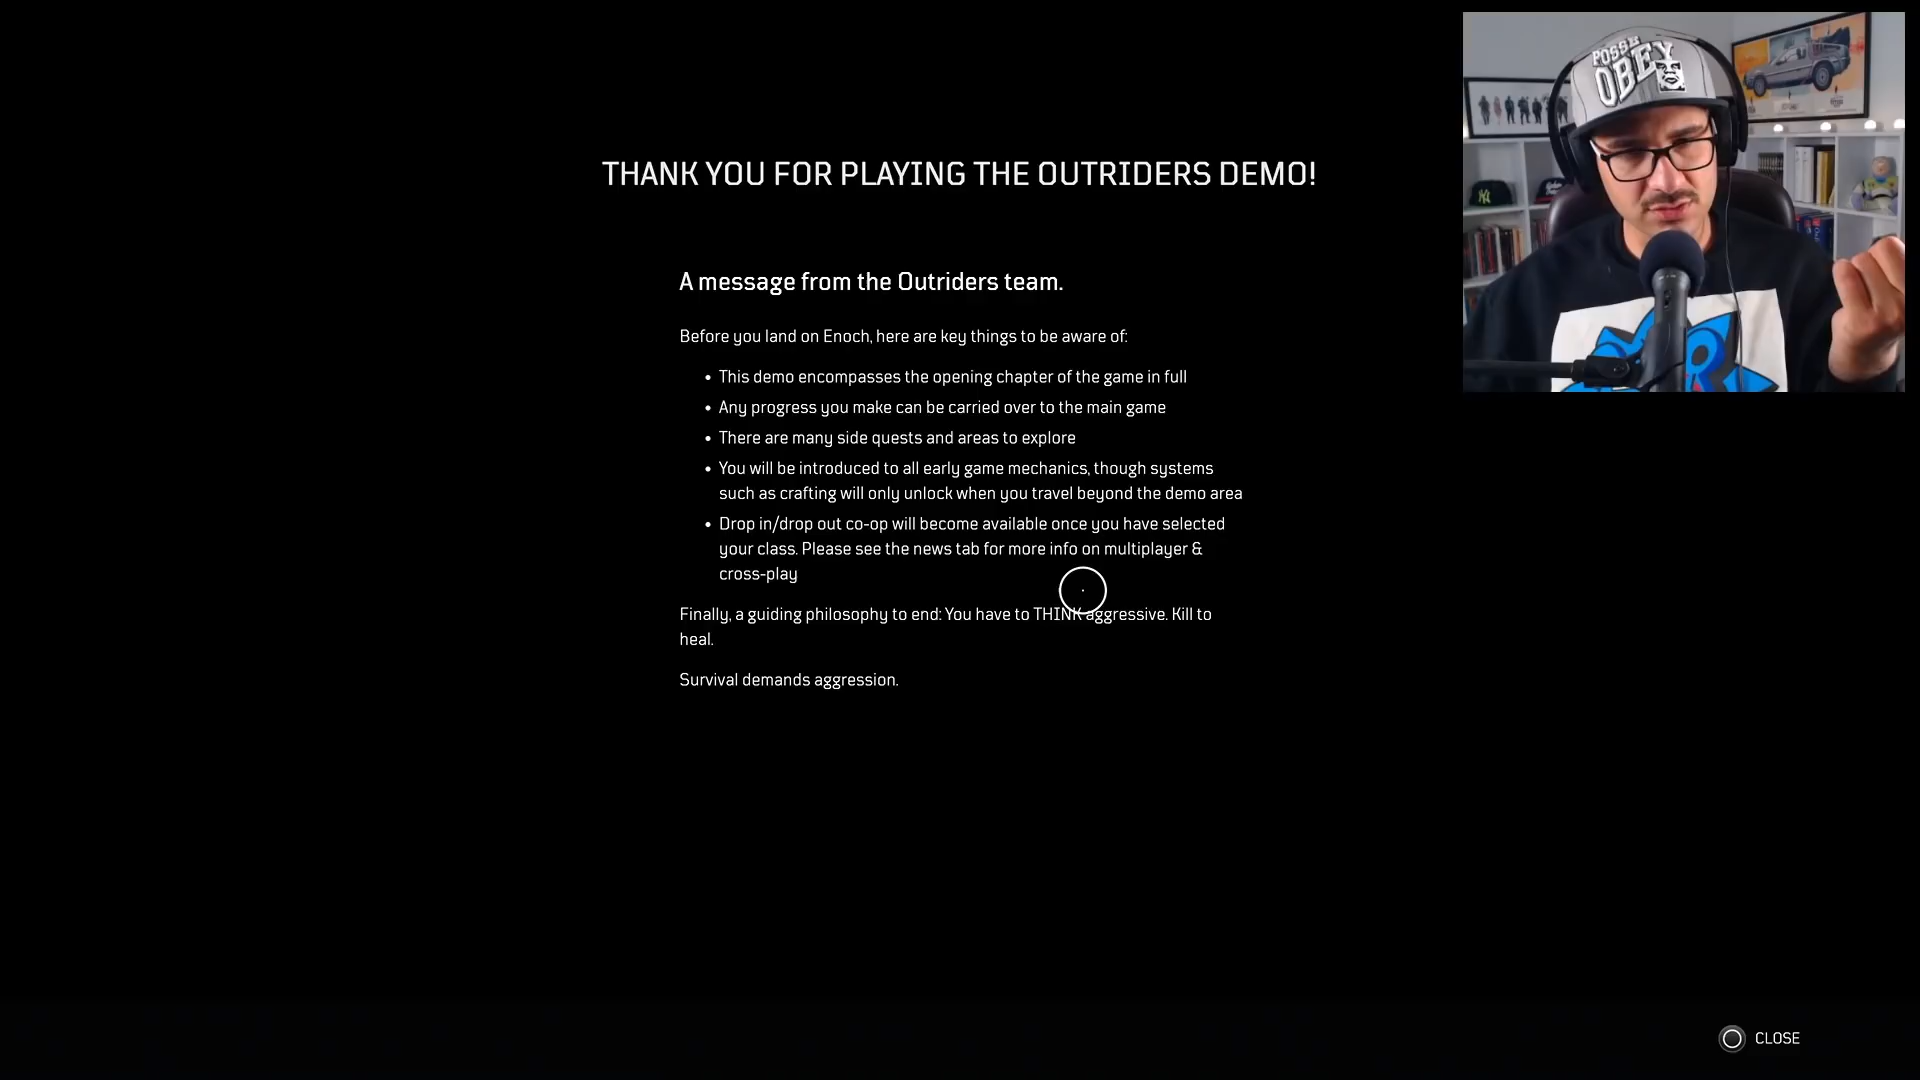 THANK YOU FOR PLAYING THE OUTRIDERS DEMO!
A message from the Outriders team.
Before you land on Enoch, here are key things to be aware of:
• This demo encompasses the opening chapter of the game in full
• Any progress you make can be carried over to the main game
• There are many side quests and areas to explore
• You will be introduced to all early game mechanics, though systems
such as crafting will only unlock when you travel beyond the demo area
• Drop in/drop out co-op will become available once you have selected
your class. Please see the news tab for more info on multiplayer &
cross-play
Finally, a guiding philosophy to end: You have to THINK aggressive. Kill to
heal.
Survival demands aggression.
CLOSE
POSSE
OBEY